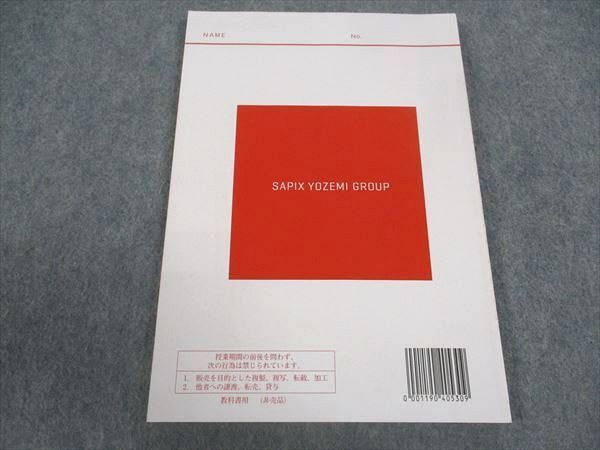 NAME No.
SAPIX YOZEMI GROUP
授業期間の前後を問わず、
次の行為は禁じられています。
1. 販売を目的とした複製、複写、転載、加工
2. 他者への譲渡、転売、貸与
教科書用 (非売品)
0 001190 405309